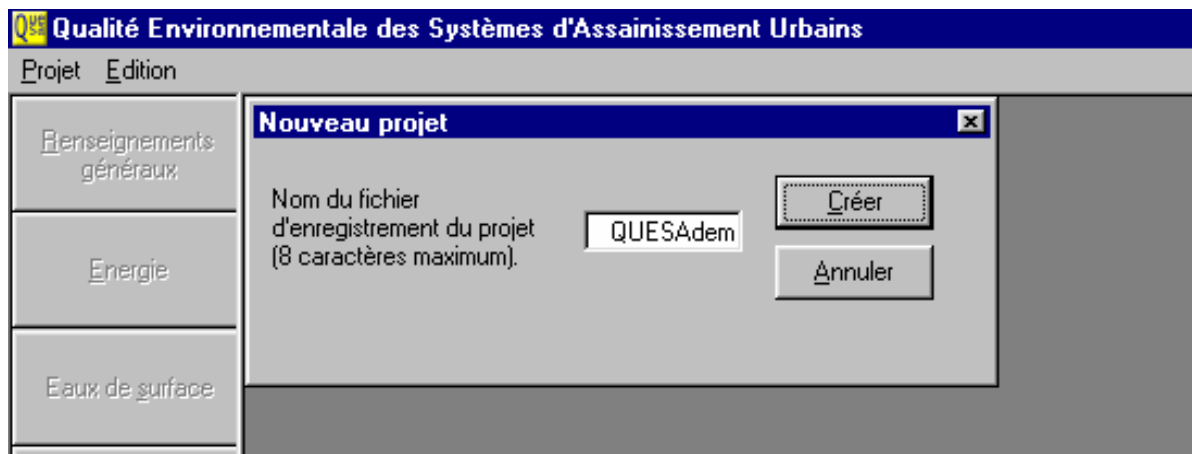 Qualité Environnementale des Systèmes d'Assainissement Urbains
Projet Edition
Renseignements
généraux
Energie
Eaux de surface
Nouveau projet
Nom du fichier
d'enregistrement du projet
(8 caractères maximum).
QUESAdem
Créer
Annuler